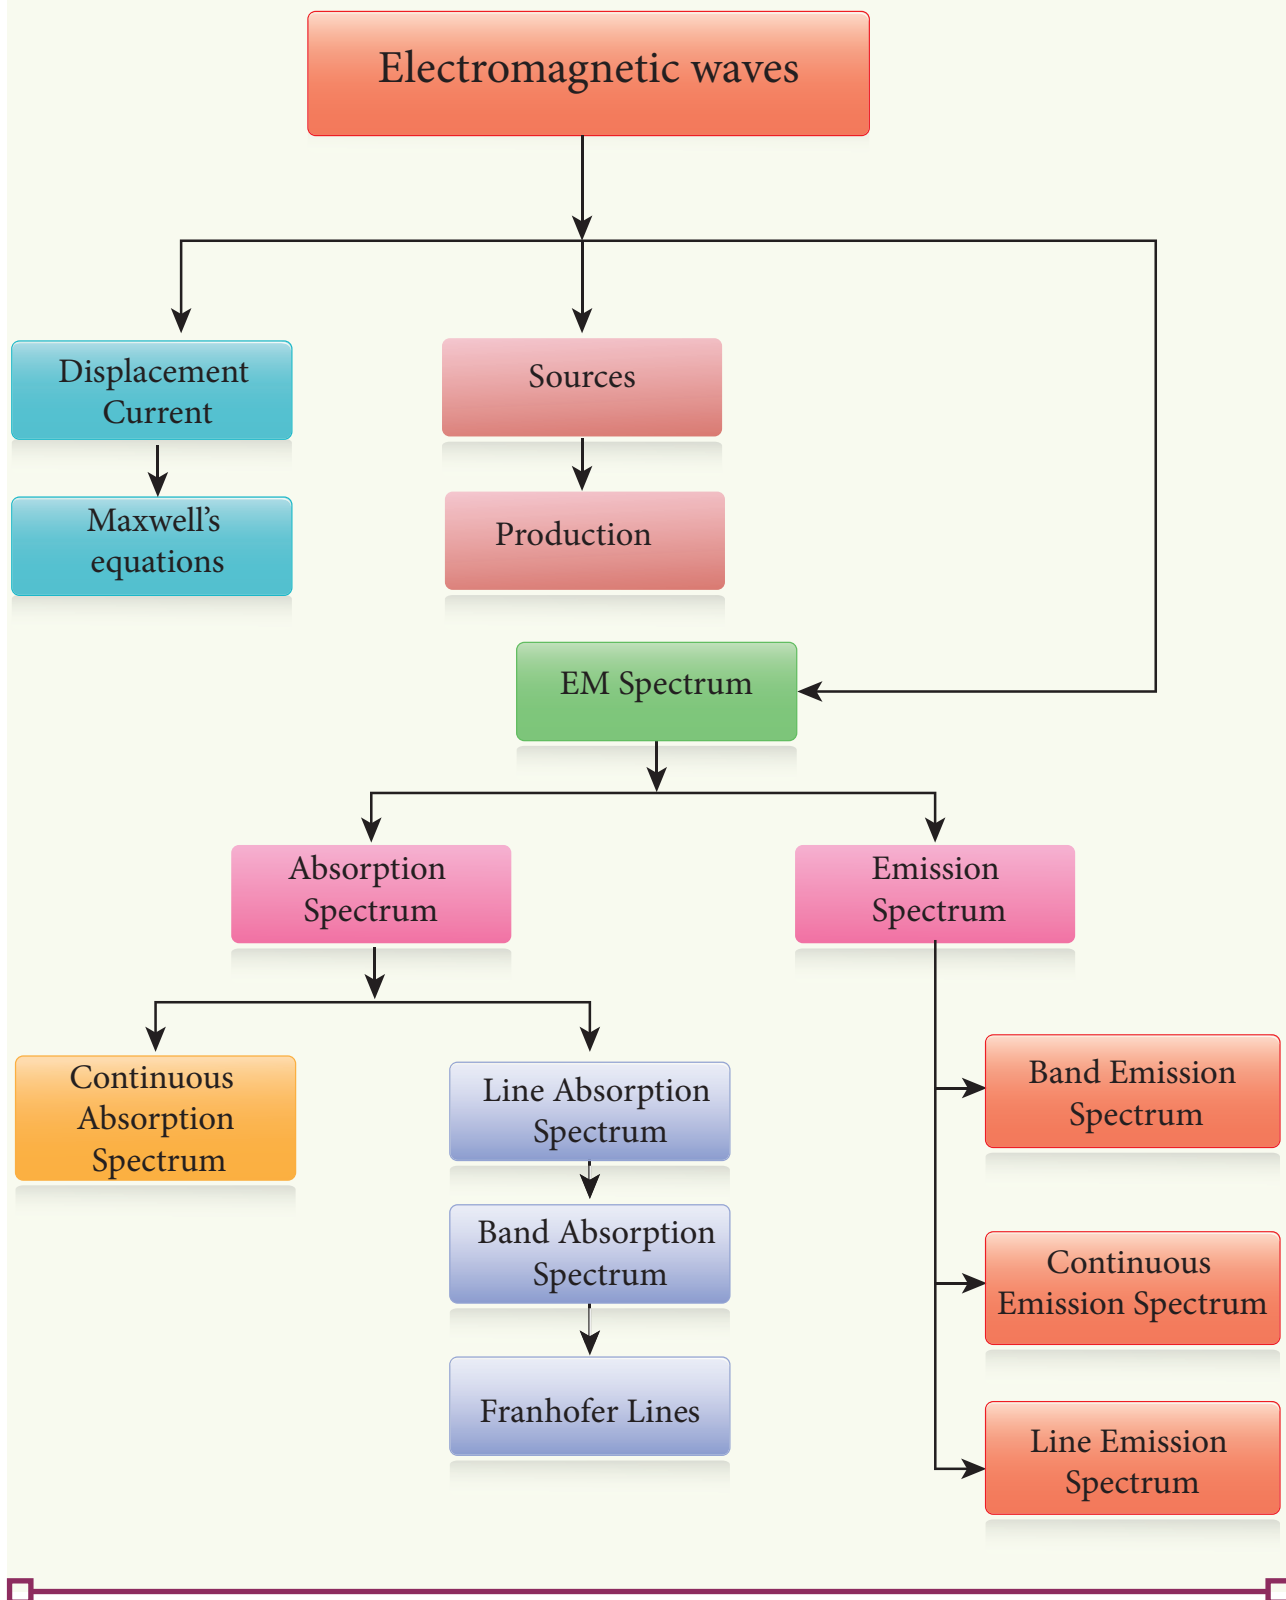 Electromagnetic waves
Displacement
Current
Sources
Maxwell's
equations
Production
EM Spectrum
Absorption
Spectrum
Emission
Spectrum
Continuous
Absorption
Spectrum
Line Absorption
Spectrum
Band Absorption
Spectrum
Franhofer Lines
Band Emission
Spectrum
Continuous
Emission Spectrum
Line Emission
Spectrum